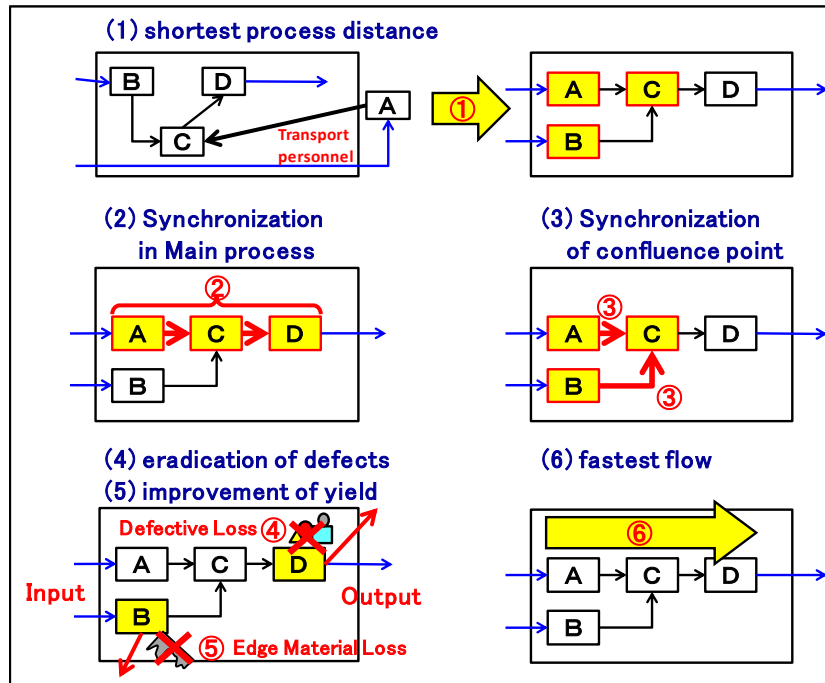 (1) shortest process distance
B
D
A
C
Transport
personnel
①
A
C
D
B
(2) Synchronization
in Main process
②
A
C
D
B
(3) Synchronization
of confluence point
③
A
C
D
B
③
(4) eradication of defects
(5) improvement of yield
Defective Loss ④
A
C
D
Input
Output
B
⑤ Edge Material Loss
(6) fastest flow
⑥
A
C
D
B